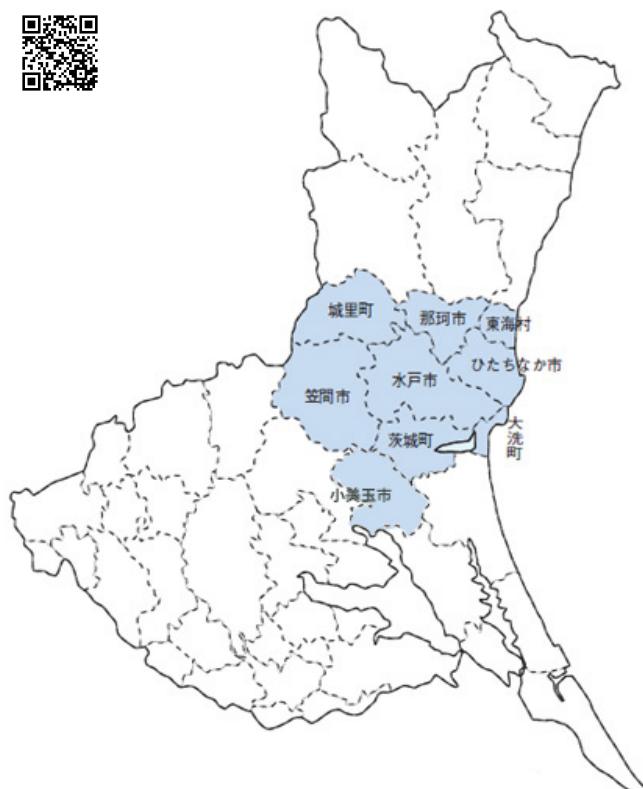 城里町
那珂市
東海村
ひたちなか市
水戸市
笠間市
大洗町
茨城町
小美玉市